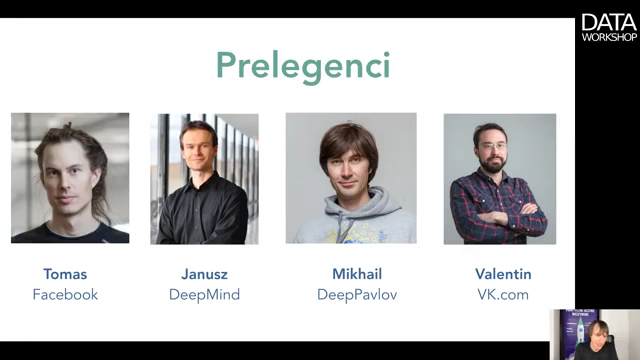 DATA
WORKSHOP
Prelegenci
Tomas
Facebook
Janusz
DeepMind
Mikhail
DeepPavlov
Valentin
VK.com